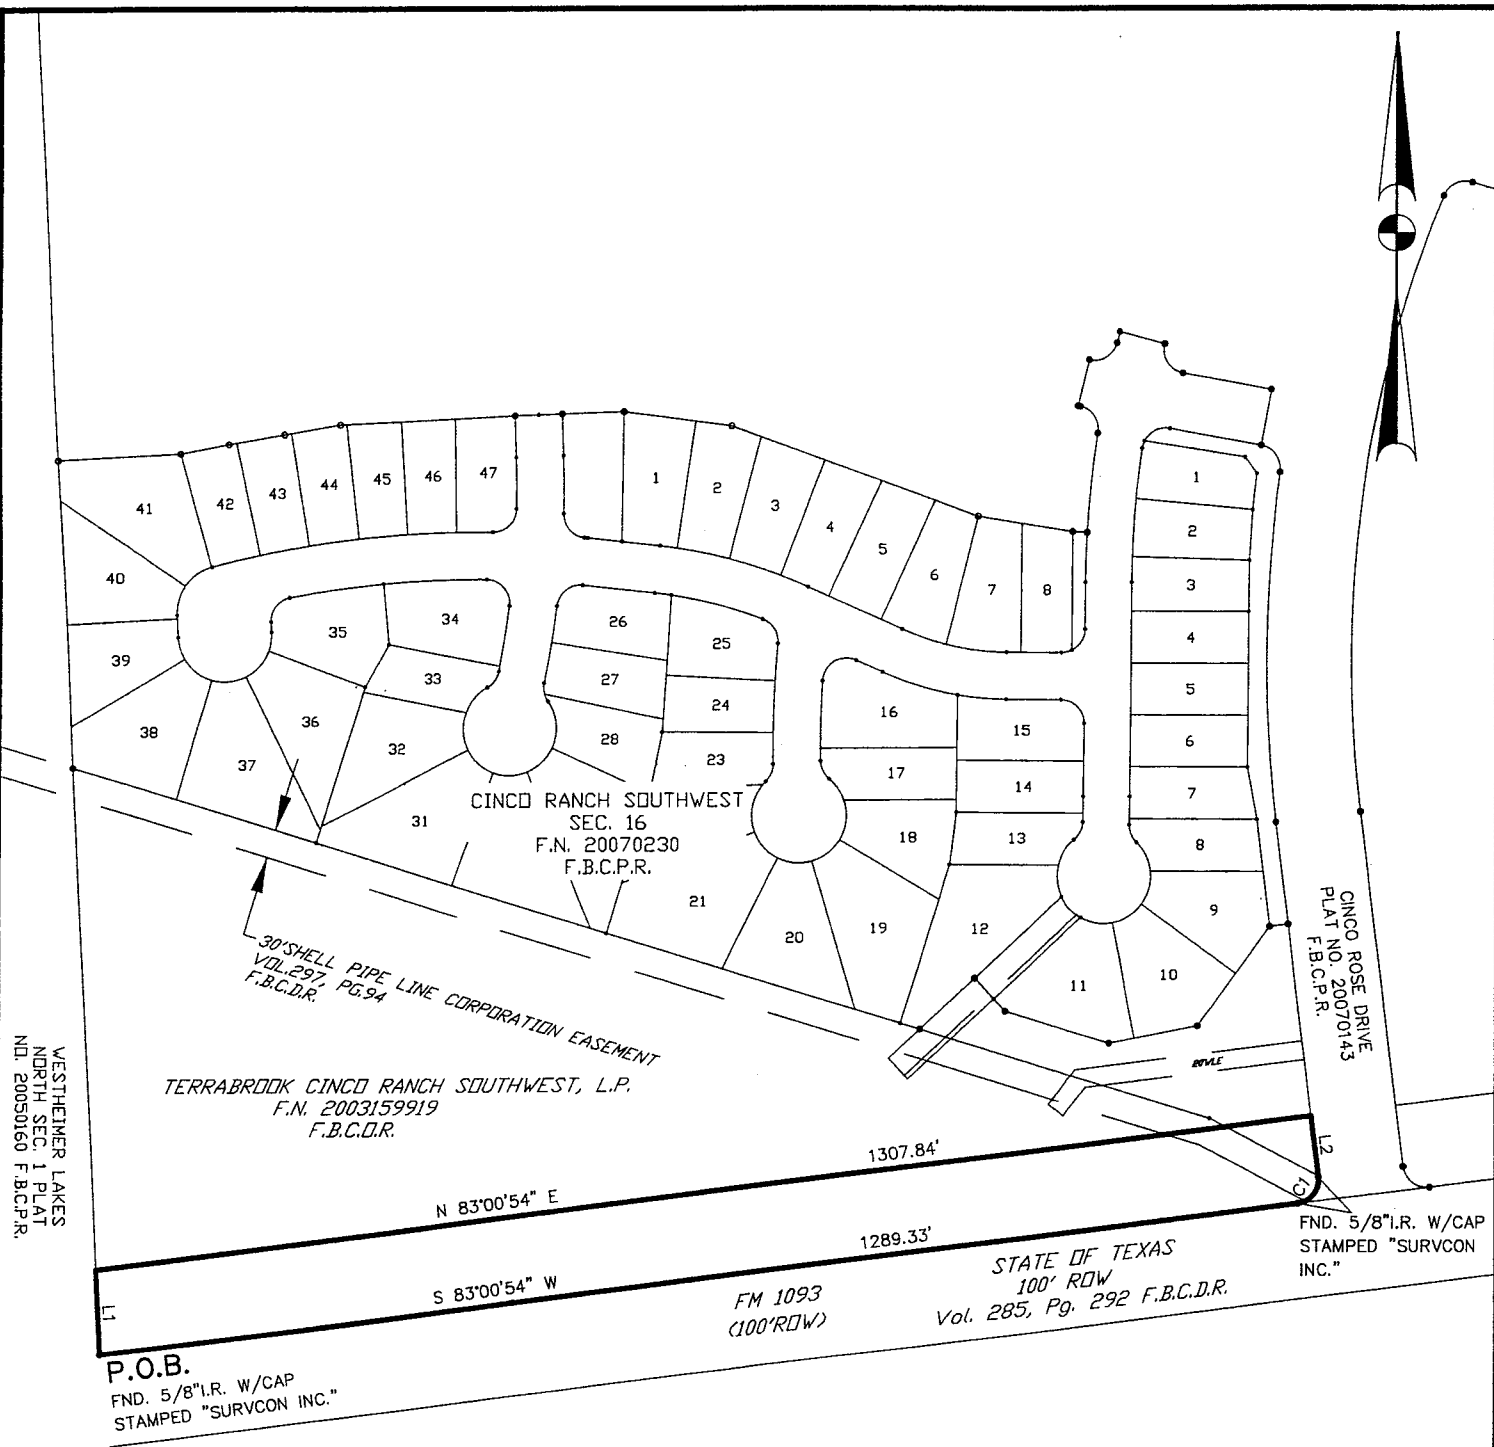 41
42
43
44
45
46
47
1
2
3
4
5
6
7
8
1
2
3
4
5
6
7
8
9
10
11
12
13
14
15
16
17
18
19
20
21
23
24
25
26
27
28
31
32
33
34
35
36
37
38
39
40
CINCO RANCH SOUTHWEST
SEC. 16
F.N. 20070230
F.B.C.P.R.
30'SHELL PIPE LINE CORPORATION EASEMENT
VOL.297, PG.94
F.B.C.D.R.
CINCO ROSE DRIVE
PLAT NO. 20070143
F.B.C.P.R.
WESTHEIMER LAKES
NORTH SEC. 1 PLAT
NO. 20050160 F.B.C.P.R.
TERRABROOK CINCO RANCH SOUTHWEST, L.P.
F.N. 2003159919
F.B.C.O.R.
N 83°00'54" E
1307.84'
L2
C1
L1
S 83°00'54" W
1289.33'
FND. 5/8"I.R. W/CAP
STAMPED "SURVCON
INC."
STATE OF TEXAS
100' ROW
Vol. 285, Pg. 292 F.B.C.D.R.
FM 1093
(100'ROW)
P.O.B.
FND. 5/8"I.R. W/CAP
STAMPED "SURVCON INC."